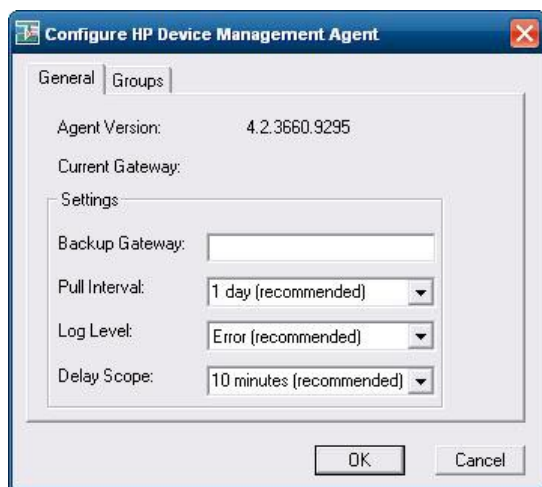 Configure HP Device Management Agent
General Groups
Agent Version: 4.2.3660.9295
Current Gateway:
Settings
Backup Gateway:
Pull Interval: 1 day (recommended)
Log Level: Error (recommended)
Delay Scope: 10 minutes (recommended)
OK Cancel